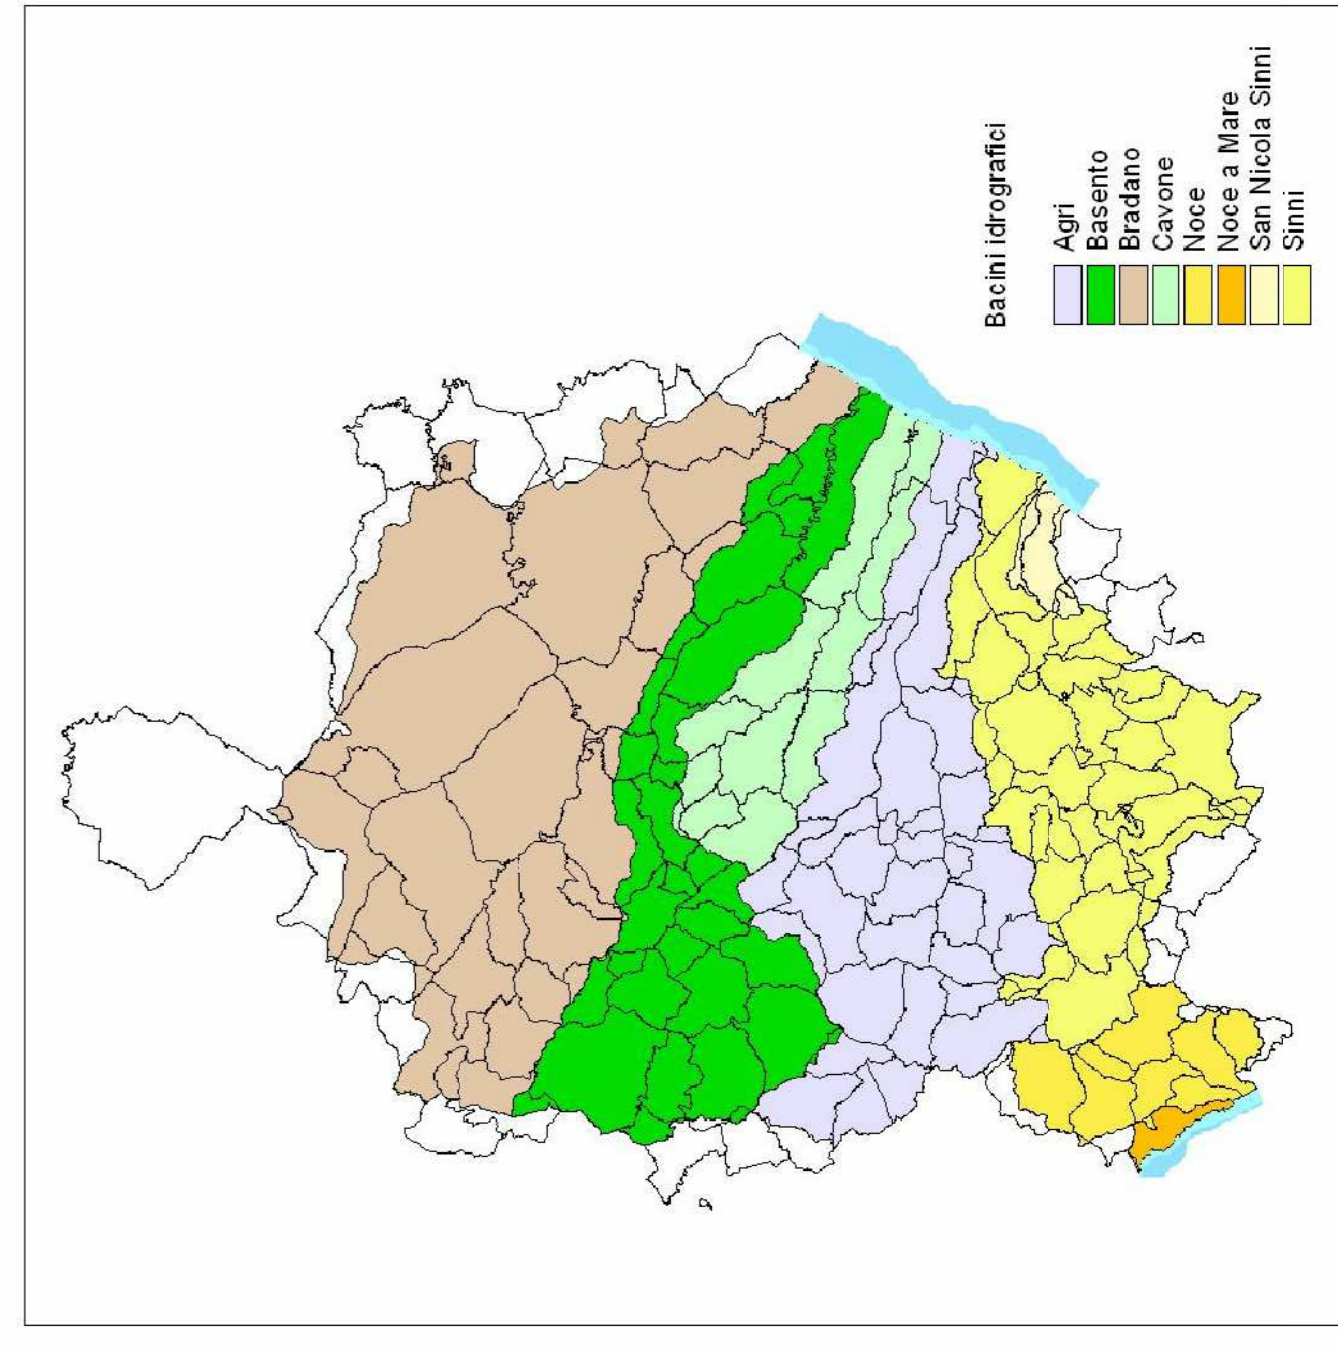 Bacini idrografici
Agri
Basento
Bradano
Cavone
Noce
Noce a Mare
San Nicola Sinni
Sinni